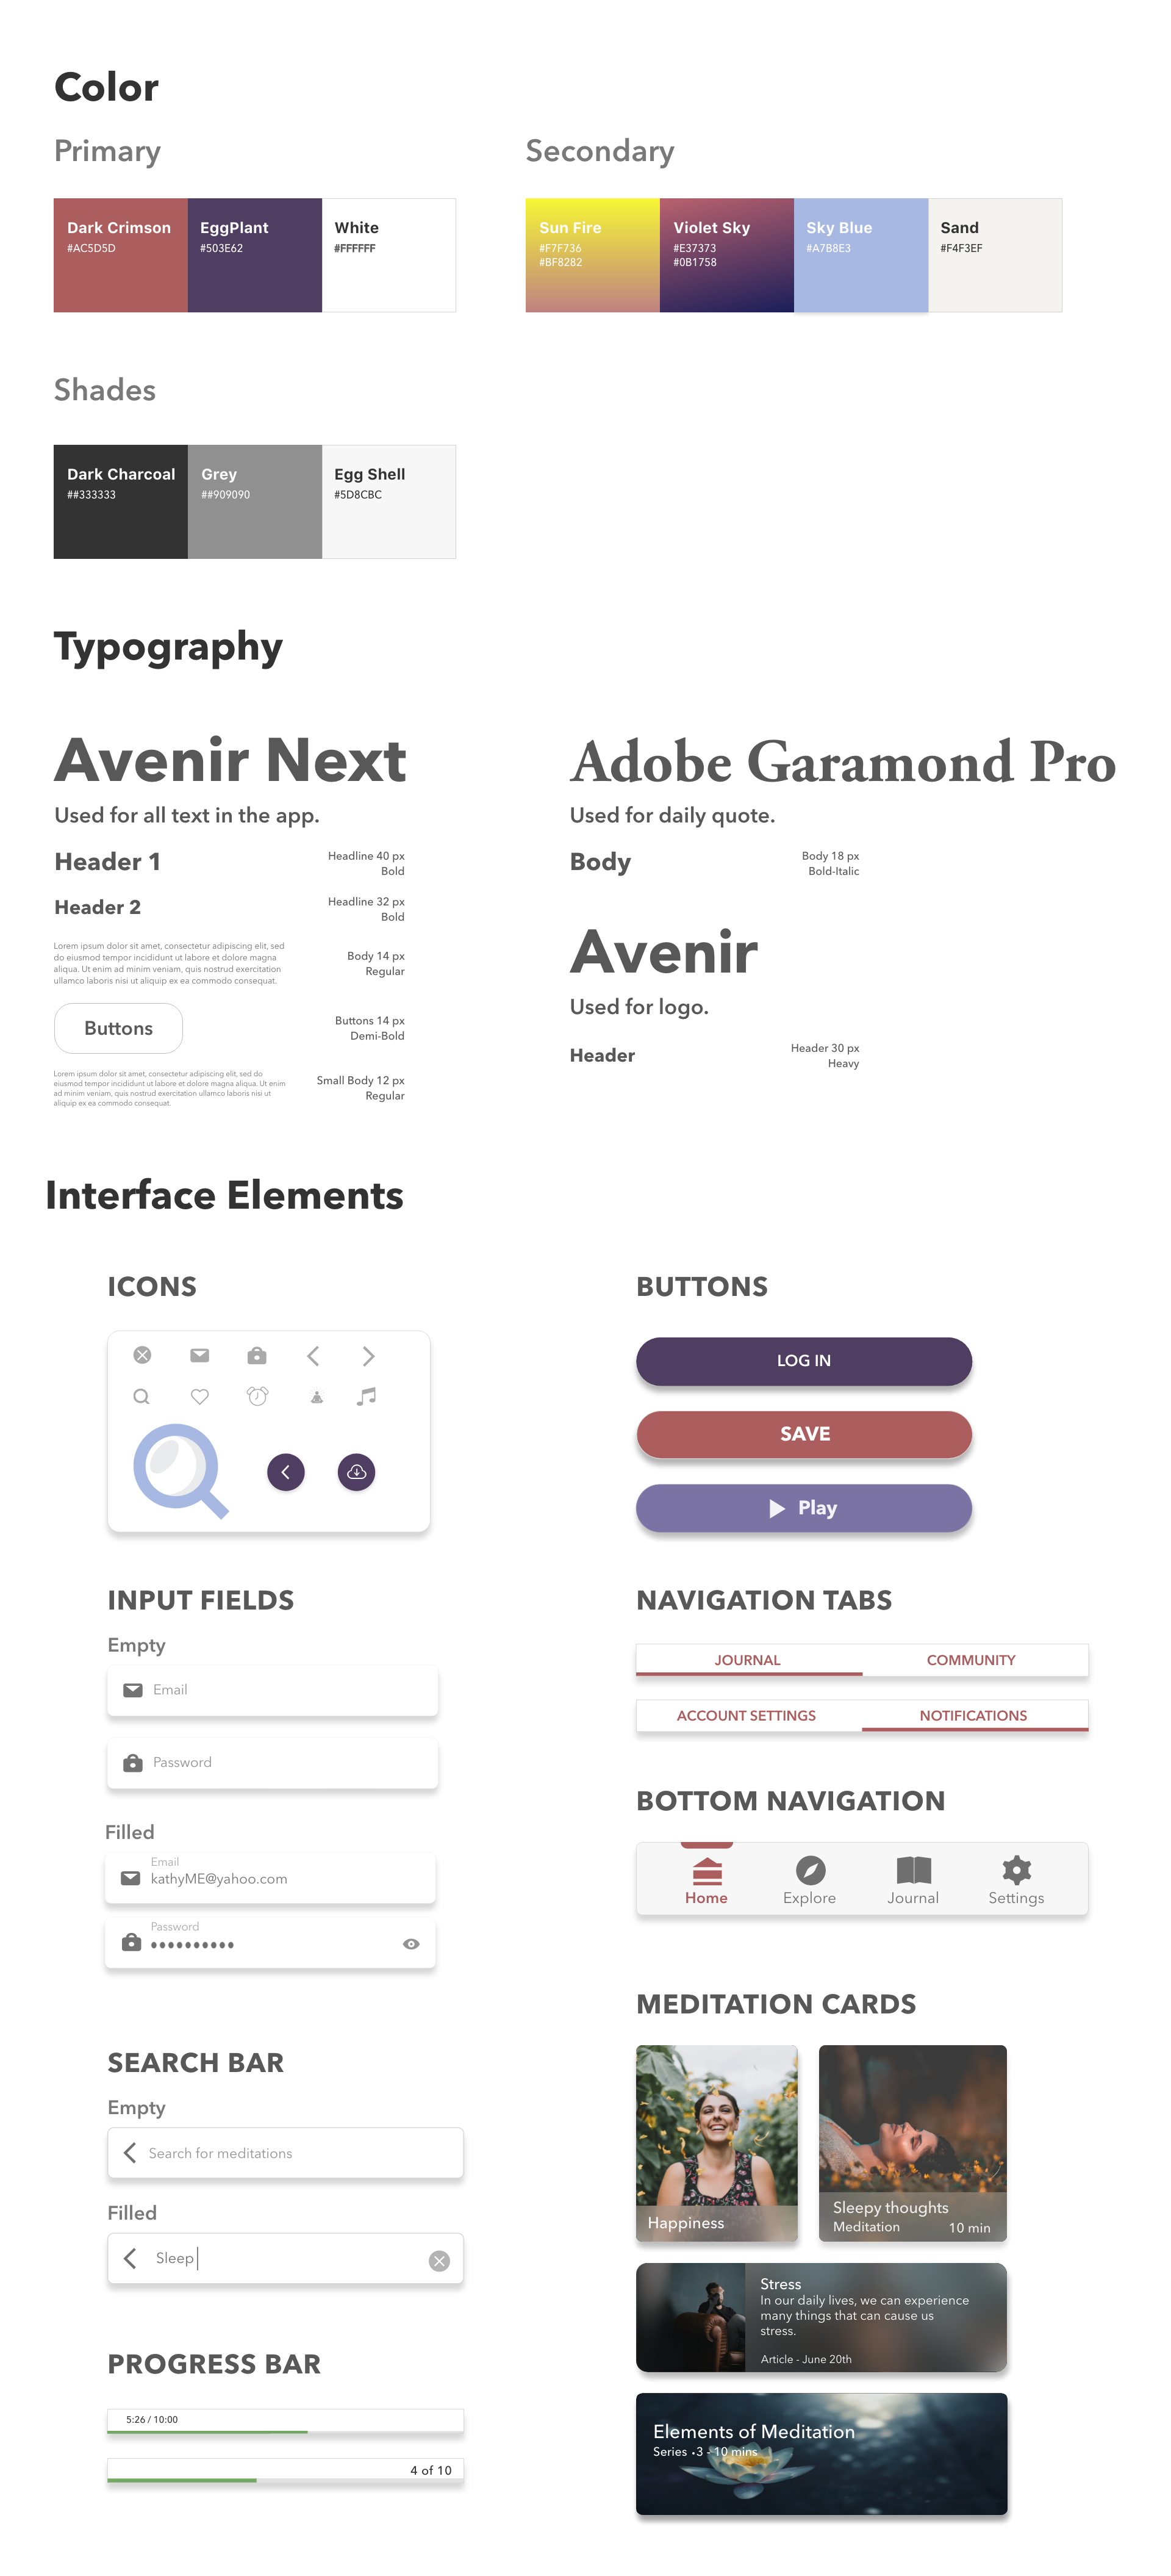 Color
Primary
Secondary
Dark Crimson
#AC5D5D
EggPlant
#503E62
White
#FFFFFF
Sun Fire
#F7F736
#BF8282
Violet Sky
#E37373
#0B1758
Sky Blue
#A7B8E3
Sand
#F4F3EF
Shades
Dark Charcoal
##333333
Grey
##909090
Egg Shell
#5D8CBC
Typography
Avenir Next
Used for all text in the app.
Header 1
Headline 40 px
Bold
Header 2
Headline 32 px
Bold
Lorem ipsum dolor sit amet, consectetur adipiscing elit, sed
do eiusmod tempor incididunt ut labore et dolore magna
aliqua. Ut enim ad minim veniam, quis nostrud exercitation
ullamco laboris nisi ut aliquip ex ea commodo consequat.
Body 14 px
Regular
Buttons
Buttons 14 px
Demi-Bold
Lorem ipsum dolor sit amet, consectetur adipiscing elit, sed do
eiusmod tempor incididunt ut labore et dolore magna aliqua. Ut enim
ad minim veniam, quis nostrud exercitation ullamco laboris nisi ut
aliquip ex ea commodo consequat.
Small Body 12 px
Regular
Adobe Garamond Pro
Used for daily quote.
Body
Body 18 px
Bold-Italic
Avenir
Used for logo.
Header
Header 30 px
Heavy
Interface Elements
ICONS
BUTTONS
LOG IN
SAVE
Play
INPUT FIELDS
Empty
Email
Password
Filled
Email
kathyME@yahoo.com
Password
NAVIGATION TABS
JOURNAL
COMMUNITY
ACCOUNT SETTINGS
NOTIFICATIONS
BOTTOM NAVIGATION
Home
Explore
Journal
Settings
SEARCH BAR
Empty
Search for meditations
Filled
Sleep
PROGRESS BAR
5:26 / 10:00
4 of 10
MEDITATION CARDS
Happiness
Sleepy thoughts
Meditation
10 min
Stress
In our daily lives, we can experience
many things that can cause us
stress.
Article - June 20th
Elements of Meditation
Series • 3 - 10 mins